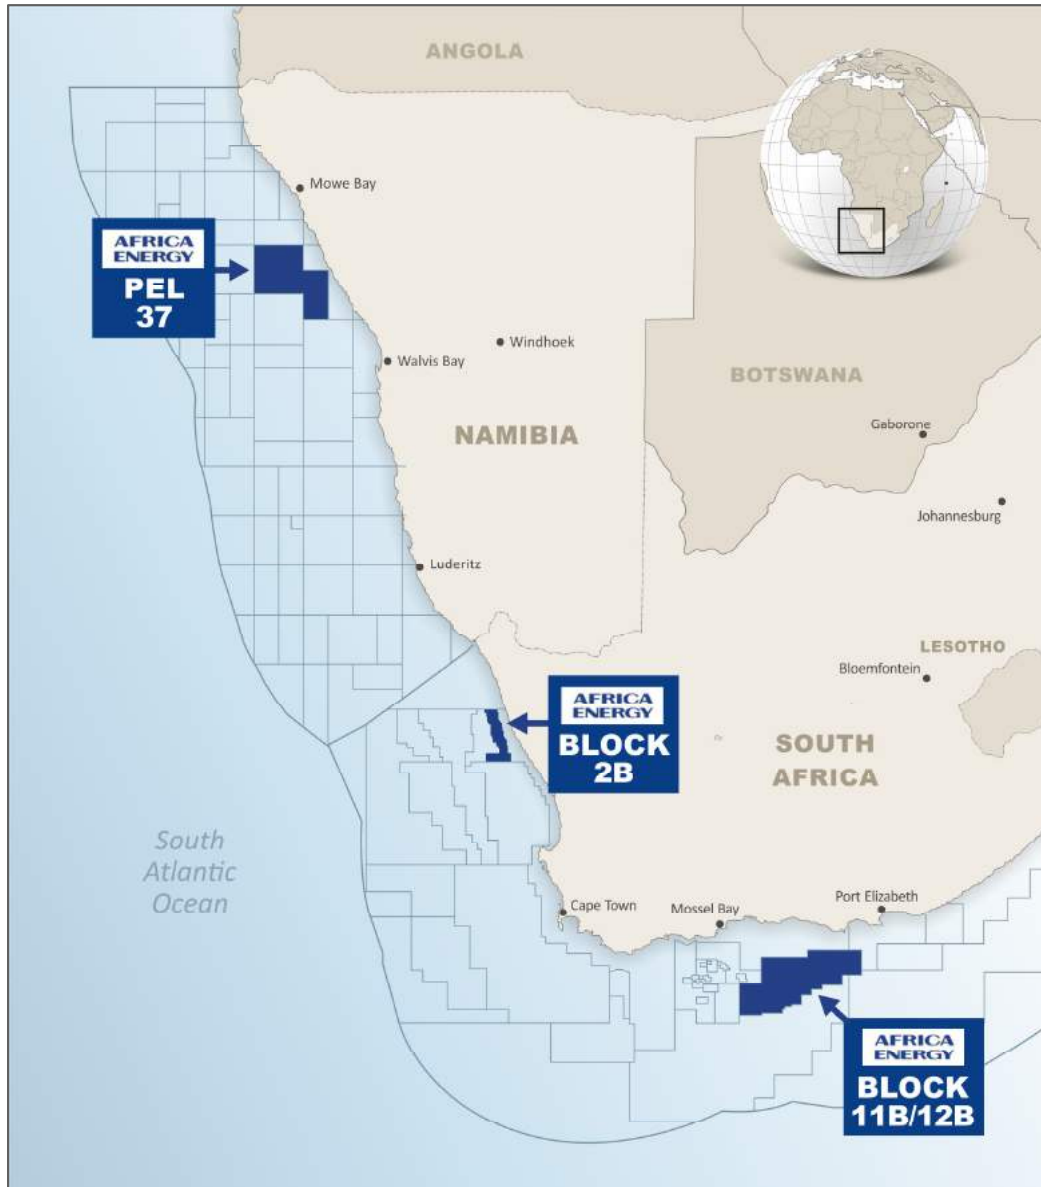 ANGOLA
Mowe Bay
AFRICA
ENERGY
PEL
37
Windhoek
Walvis Bay
BOTSWANA
NAMIBIA
Gaborone
Johannesburg
Luderitz
LESOTHO
Bloemfontein
AFRICA
ENERGY
BLOCK
2B
SOUTH
AFRICA
South
Atlantic
Ocean
Cape Town
Mossel Bay
Port Elizabeth
AFRICA
ENERGY
BLOCK
11B/12B